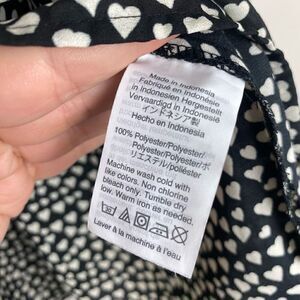 Made in Indonesia
Fabriqué en Indonésie
In Indonesien Hergestellt
Vervaardigd in Indonesië
インドネシア製
Hecho en Indonesia
100% Polyester/Polyester/
Polyester/Polyester/ポ
リエステル/poliéster
Machine wash cold with
like colors. Non chlorine
bleach only. Tumble dry
low. Warm iron as needed.
Laver à la machine à l'eau